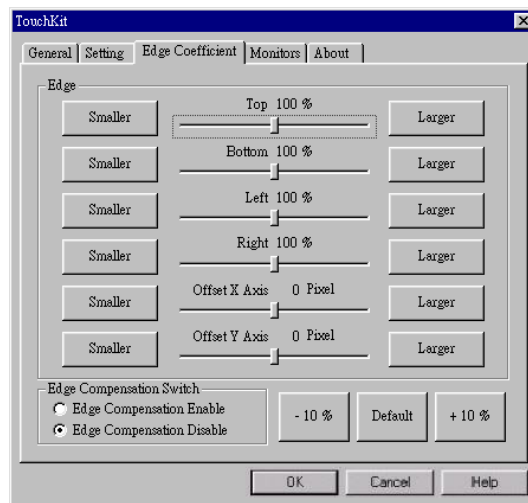 TouchKit
General Setting Edge Coefficient Monitors About
Edge
Smaller Top 100 % Larger
Smaller Bottom 100 % Larger
Smaller Left 100 % Larger
Smaller Right 100 % Larger
Smaller Offset X Axis 0 Pixel Larger
Smaller Offset Y Axis 0 Pixel Larger
Edge Compensation Switch
Edge Compensation Enable
Edge Compensation Disable
- 10 % Default + 10 %
OK Cancel Help